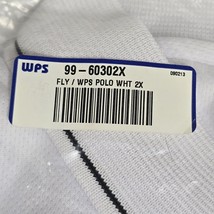 WPS 99-60302X 080213
FLY / WPS POLO WHT 2X